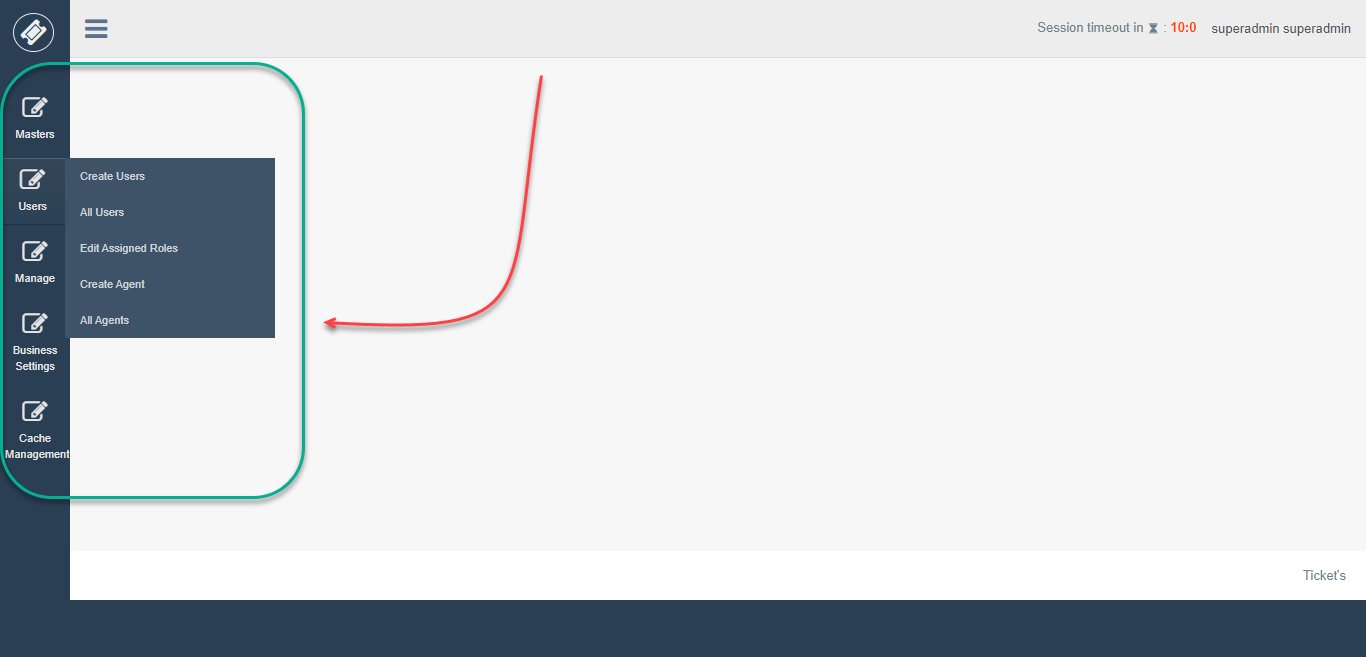 Session timeout in : 10:0 superadmin superadmin
Masters
Users
Create Users
All Users
Edit Assigned Roles
Create Agent
All Agents
Manage
Business
Settings
Cache
Management
Ticket's